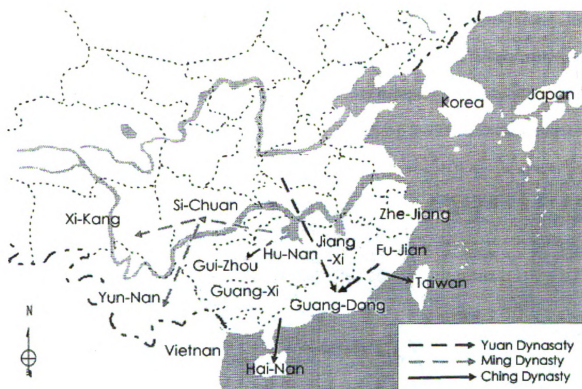 Korea
Japan
Xi-Kang
Si-Chuan
Zhe-Jiang
Hu-Nan
Jiang
-Xi
Fu-Jian
Gui-Zhou
Yun-Nan
Guang-Xi
Taiwan
Guang-Dong
N
Vietnan
Hai-Nan
Yuan Dynasaty
Ming Dynasty
Ching Dynasty